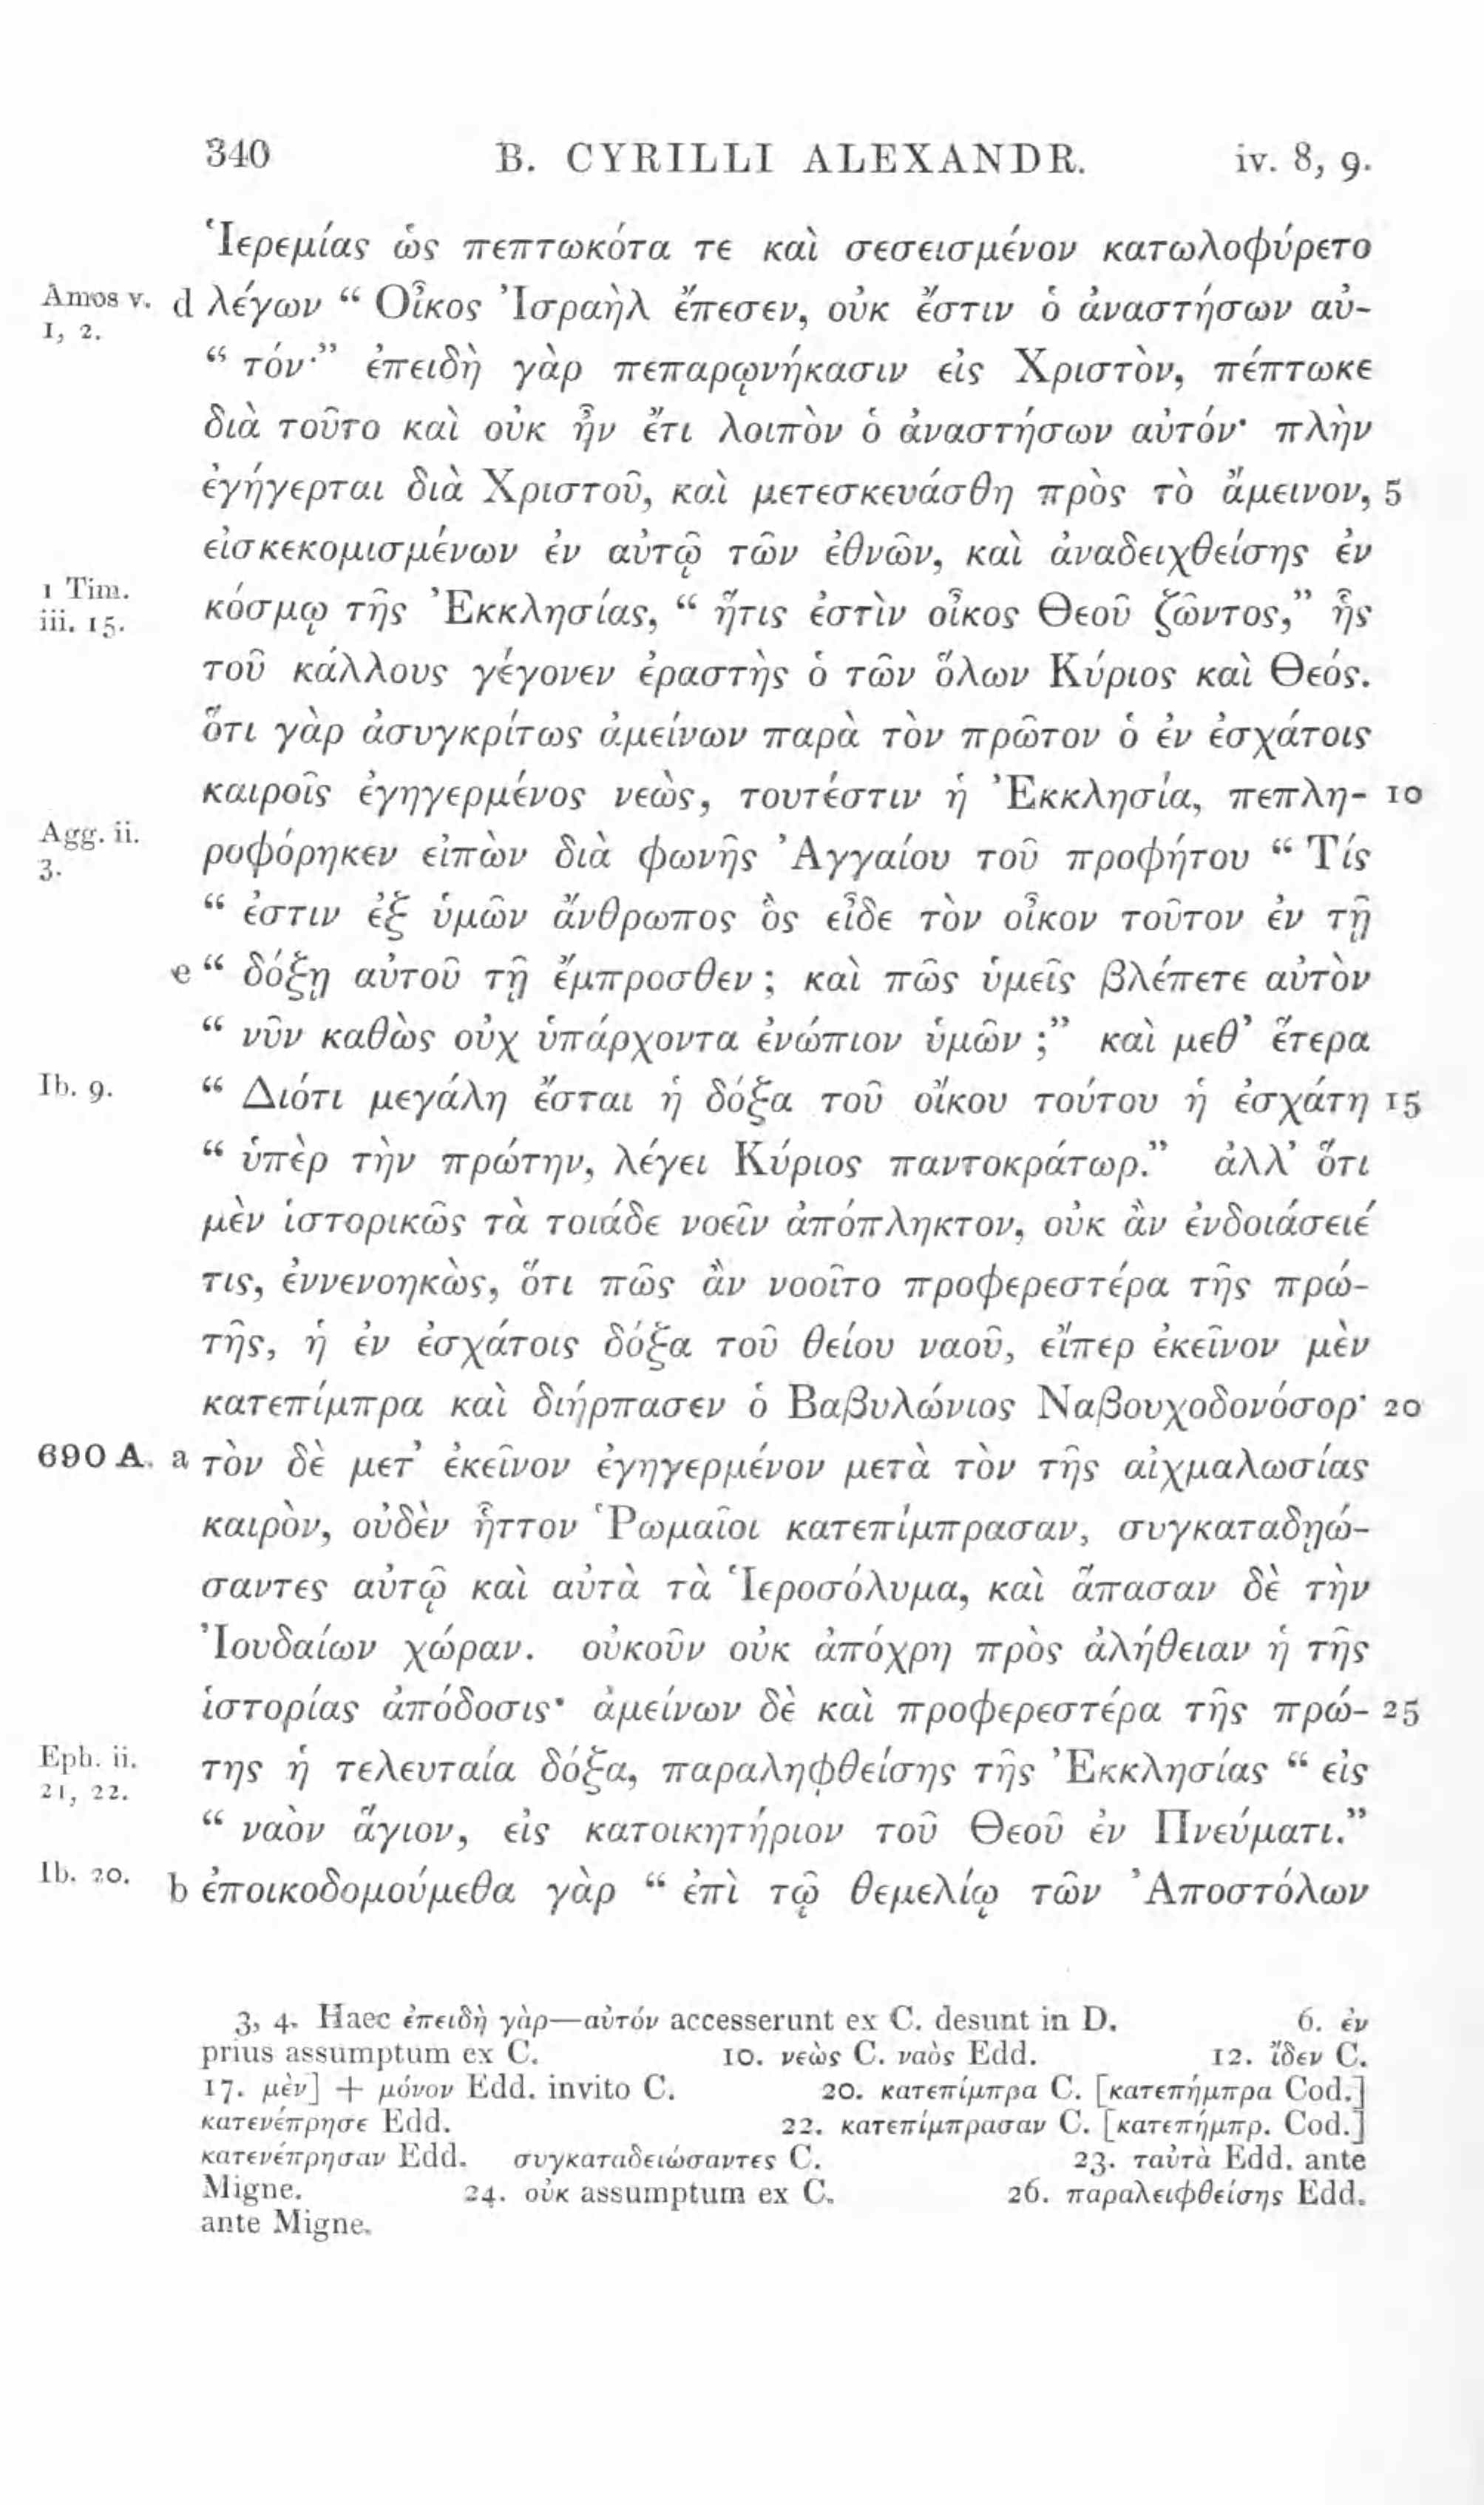 340 B. CYRILLI ALEXANDR. iv. 8, 9.
Ἱερεμίας ὡς πεπτωκότα τε καὶ σεσεισμένον κατωλοφύρετο
Amos v. d λέγων “ Οἶκος Ἰσραὴλ ἔπεσεν, οὐκ ἔστιν ὁ ἀναστήσων αὐ-
1, 2.
“ τόν·” ἐπειδὴ γὰρ πεπαρῳνήκασιν εἰς Χριστὸν, πέπτωκε
διὰ τοῦτο καὶ οὐκ ἦν ἔτι λοιπὸν ὁ ἀναστήσων αὐτόν· πλὴν
ἐγήγερται διὰ Χριστοῦ, καὶ μετεσκευάσθη πρὸς τὸ ἄμεινον, 5
εἰσκεκομισμένων ἐν αὐτῷ τῶν ἐθνῶν, καὶ ἀναδειχθείσης ἐν
1 Tim.
iii. 15. κόσμῳ τῆς Ἐκκλησίας, “ ἥτις ἐστὶν οἶκος Θεοῦ ζῶντος,” ἧς
τοῦ κάλλους γέγονεν ἐραστὴς ὁ τῶν ὅλων Κύριος καὶ Θεός.
ὅτι γὰρ ἀσυγκρίτως ἀμείνων παρὰ τὸν πρῶτον ὁ ἐν ἐσχάτοις
καιροῖς ἐγηγερμένος νεὼς, τουτέστιν ἡ Ἐκκλησία, πεπλη- 10
Agg. ii.
3. ροφόρηκεν εἰπὼν διὰ φωνῆς Ἀγγαίου τοῦ προφήτου “ Τίς
“ ἐστιν ἐξ ὑμῶν ἄνθρωπος ὃς εἶδε τὸν οἶκον τοῦτον ἐν τῇ
e “ δόξῃ αὐτοῦ τῇ ἔμπροσθεν ; καὶ πῶς ὑμεῖς βλέπετε αὐτὸν
“ νῦν καθὼς οὐχ ὑπάρχοντα ἐνώπιον ὑμῶν ;” καὶ μεθ’ ἕτερα
Ib. 9. “ Διότι μεγάλη ἔσται ἡ δόξα τοῦ οἴκου τούτου ἡ ἐσχάτη 15
“ ὑπὲρ τὴν πρώτην, λέγει Κύριος παντοκράτωρ.” ἀλλ’ ὅτι
μὲν ἱστορικῶς τὰ τοιάδε νοεῖν ἀπόπληκτον, οὐκ ἂν ἐνδοιάσειέ
τις, ἐννενοηκὼς, ὅτι πῶς ἂν νοοῖτο προφερεστέρα τῆς πρώ-
τῆς, ἡ ἐν ἐσχάτοις δόξα τοῦ θείου ναοῦ, εἴπερ ἐκεῖνον μὲν
κατεπίμπρα καὶ διήρπασεν ὁ Βαβυλώνιος Ναβουχοδονόσορ· 20
690 A. a τὸν δὲ μετ’ ἐκεῖνον ἐγηγερμένον μετὰ τὸν τῆς αἰχμαλωσίας
καιρὸν, οὐδὲν ἧττον Ῥωμαῖοι κατεπίμπρασαν, συγκαταδῃώ-
σαντες αὐτῷ καὶ αὐτὰ τὰ Ἱεροσόλυμα, καὶ ἅπασαν δὲ τὴν
Ἰουδαίων χώραν. οὐκοῦν οὐκ ἀπόχρη πρὸς ἀλήθειαν ἡ τῆς
ἱστορίας ἀπόδοσις· ἀμείνων δὲ καὶ προφερεστέρα τῆς πρώ- 25
Eph. ii.
21, 22. της ἡ τελευταία δόξα, παραληφθείσης τῆς Ἐκκλησίας “ εἰς
“ ναὸν ἅγιον, εἰς κατοικητήριον τοῦ Θεοῦ ἐν Πνεύματι.”
Ib. 20. b ἐποικοδομούμεθα γὰρ “ ἐπὶ τῷ θεμελίῳ τῶν Ἀποστόλων
3, 4. Haec ἐπειδὴ γὰρ—αὐτόν accesserunt ex C. desunt in D. 6. ἐν
prius assumptum ex C. 10. νεὼς C. ναὸς Edd. 12. ἴδεν C.
17. μὲν] + μόνον Edd. invito C. 20. κατεπίμπρα C. [κατεπήμπρα Cod.]
κατενέπρησε Edd. 22. κατεπίμπρασαν C. [κατεπήμπρ. Cod.]
κατενέπρησαν Edd. συγκαταδειώσαντες C. 23. ταὐτὰ Edd. ante
Migne. 24. οὐκ assumptum ex C. 26. παραλειφθείσης Edd.
ante Migne.